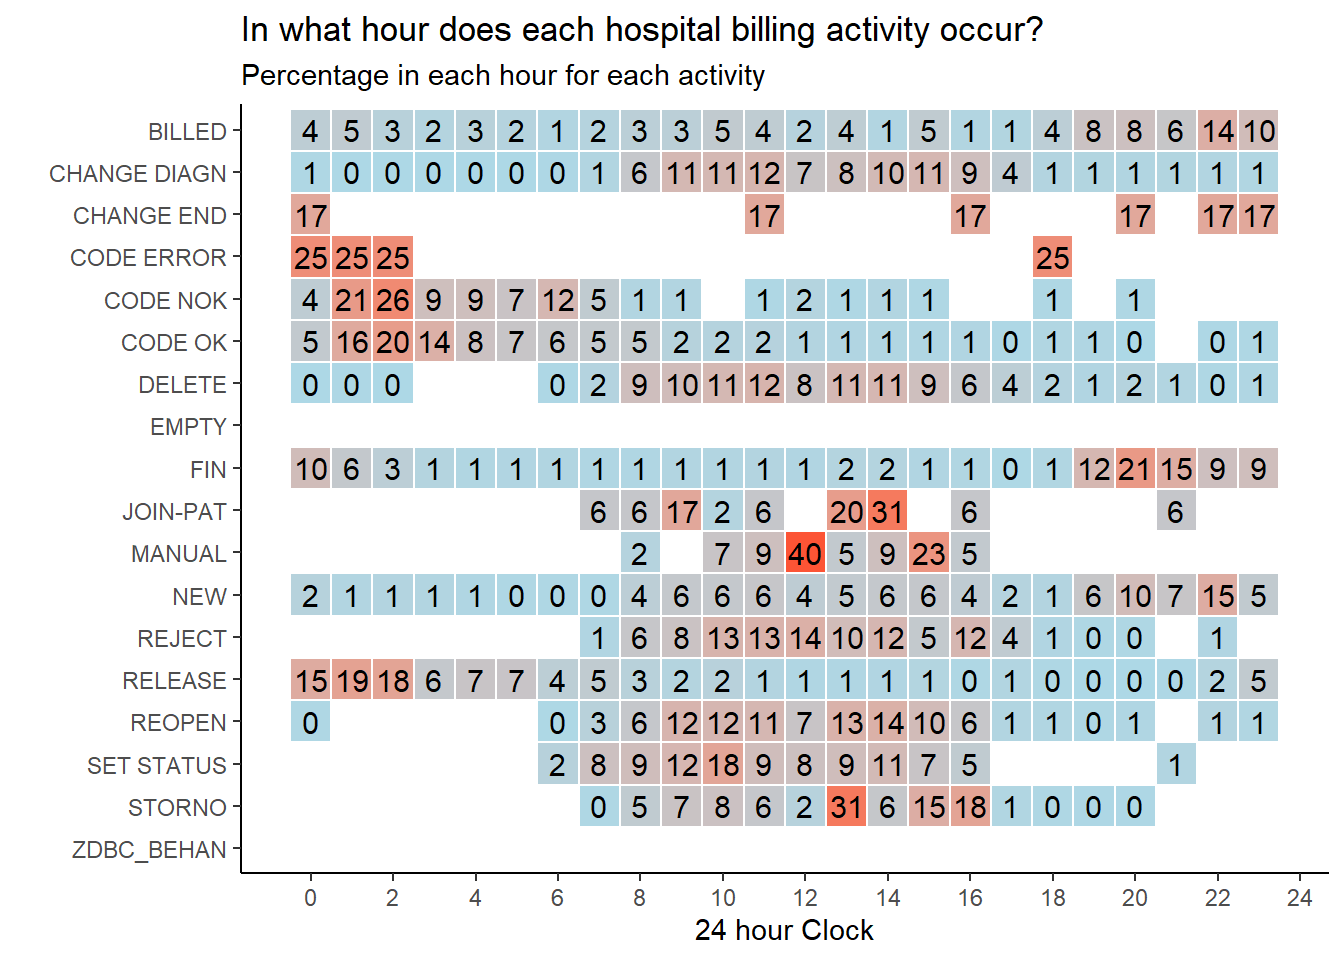 In what hour does each hospital billing activity occur?
Percentage in each hour for each activity
BILLED 4 5 3 2 3 2 1 2 3 3 5 4 2 4 1 5 1 1 4 8 8 6 14 10
CHANGE DIAGN 1 0 0 0 0 0 0 1 6 11 11 12 7 8 10 11 9 4 1 1 1 1 1 1
CHANGE END 17 17 17 17 17 17
CODE ERROR 25 25 25 25
CODE NOK 4 21 26 9 9 7 12 5 1 1 1 2 1 1 1 1 1
CODE OK 5 16 20 14 8 7 6 5 5 2 2 2 1 1 1 1 1 0 1 1 0 0 1
DELETE 0 0 0 0 2 9 10 11 12 8 11 11 9 6 4 2 1 2 1 0 1
EMPTY
FIN 10 6 3 1 1 1 1 1 1 1 1 1 1 2 2 1 1 0 1 12 21 15 9 9
JOIN-PAT 6 6 17 2 6 20 31 6 6
MANUAL 2 7 9 40 5 9 23 5
NEW 2 1 1 1 1 0 0 0 4 6 6 6 4 5 6 6 4 2 1 6 10 7 15 5
REJECT 1 6 8 13 13 14 10 12 5 12 4 1 0 0 1
RELEASE 15 19 18 6 7 7 4 5 3 2 2 1 1 1 1 1 0 1 0 0 0 0 2 5
REOPEN 0 0 3 6 12 12 11 7 13 14 10 6 1 1 0 1 1 1
SET STATUS 2 8 9 12 18 9 8 9 11 7 5 1
STORNO 0 5 7 8 6 2 31 6 15 18 1 0 0 0
ZDBC_BEHAN
0 2 4 6 8 10 12 14 16 18 20 22 24
24 hour Clock